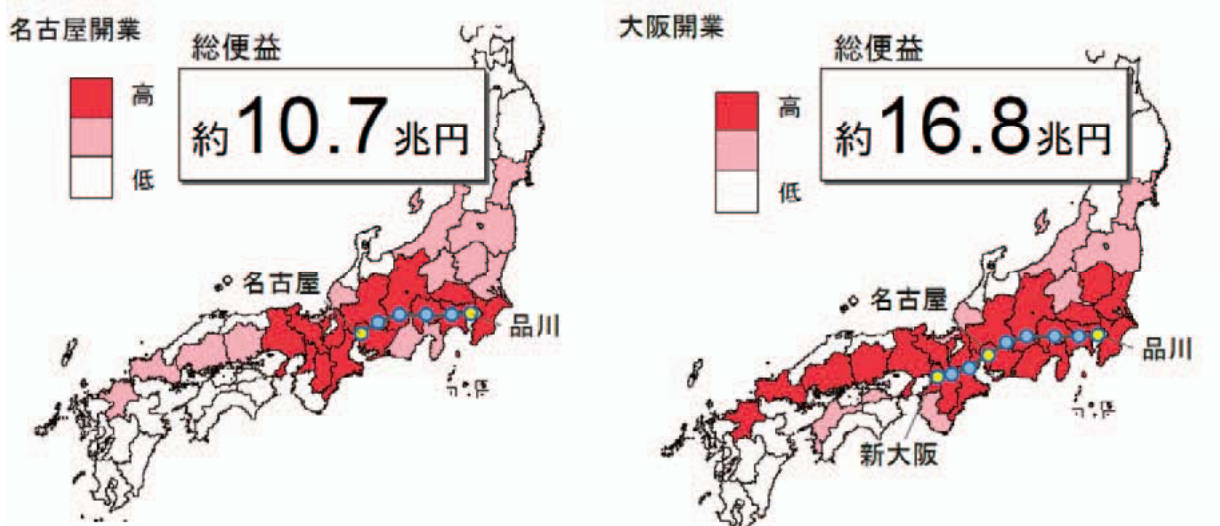 名古屋開業
総便益
約10.7兆円
高
低
名古屋
品川
大阪開業
総便益
約16.8兆円
高
低
名古屋
品川
新大阪